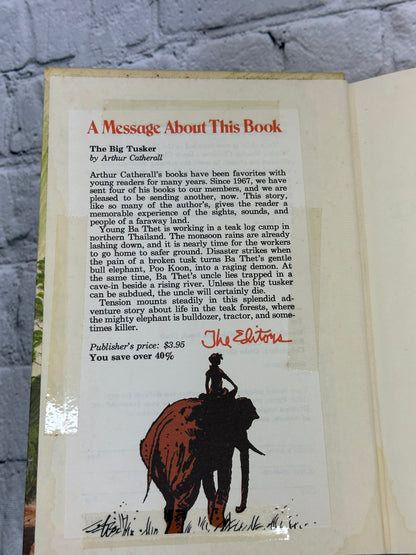 A Message About This Book
The Big Tusker
by Arthur Catherall
Arthur Catherall's books have been favorites with
young readers for many years. Since 1967, we have
sent four of his books to our members, and we are
pleased to be sending another, now. This story,
like so many of the author's, gives the reader a
memorable experience of the sights, sounds, and
people of a faraway land.
Young Ba Thet is working in a teak log camp in
northern Thailand. The monsoon rains are already
lashing down, and it is nearly time for the workers
to go home to safer ground. Disaster strikes when
the pain of a broken tusk turns Ba Thet's gentle
bull elephant, Poo Koon, into a raging demon. At
the same time, Ba Thet's uncle lies trapped in a
cave-in beside a rising river. Unless the big tusker
can be subdued, the uncle will certainly die.
Tension mounts steadily in this splendid ad-
venture story about life in the teak forests, where
the mighty elephant is bulldozer, tractor, and some-
times killer.
The Editors
Publisher's price: $3.95
You save over 40%